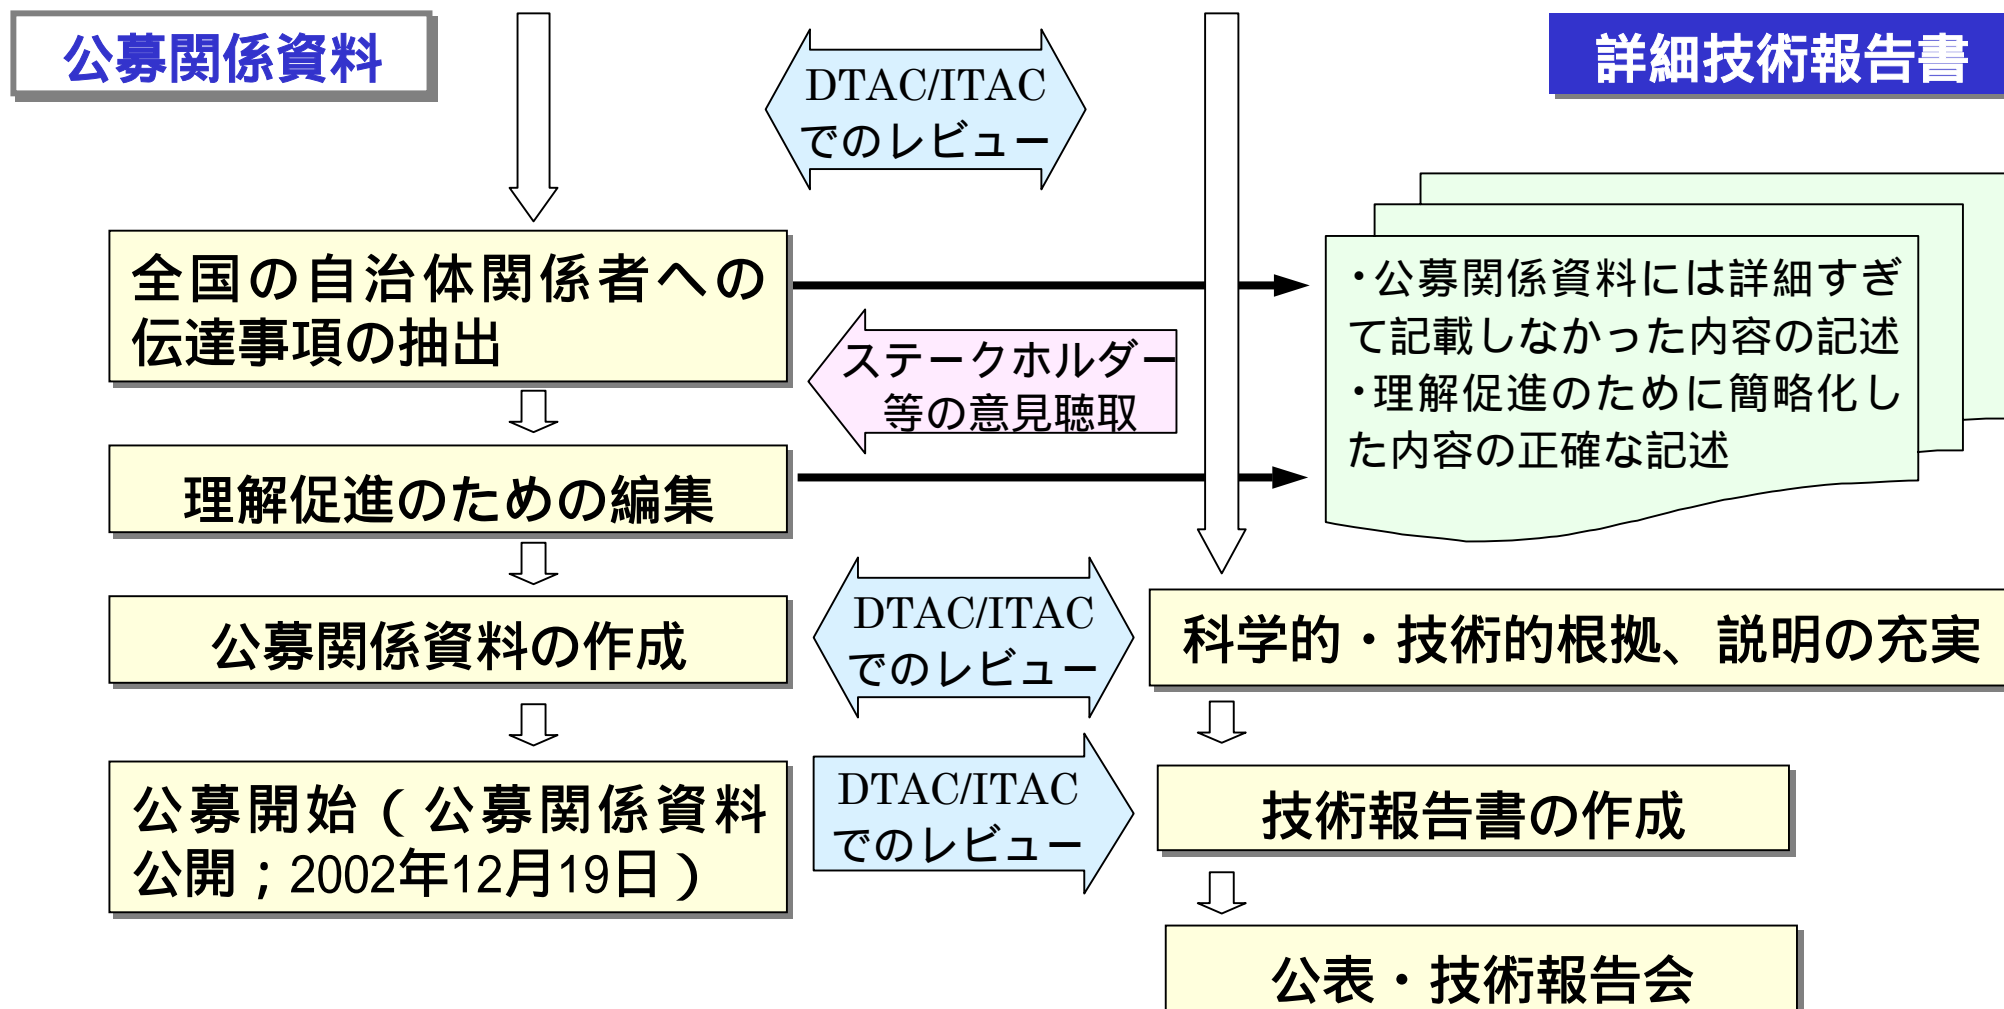 公募関係資料
詳細技術報告書
DTAC/ITAC
でのレビュー
全国の自治体関係者への
伝達事項の抽出
・公募関係資料には詳細すぎ
て記載しなかった内容の記述
・理解促進のために簡略化し
た内容の正確な記述
ステークホルダー
等の意見聴取
理解促進のための編集
公募関係資料の作成
DTAC/ITAC
でのレビュー
科学的・技術的根拠、説明の充実
公募開始（公募関係資料
公開；2002年12月19日）
DTAC/ITAC
でのレビュー
技術報告書の作成
公表・技術報告会